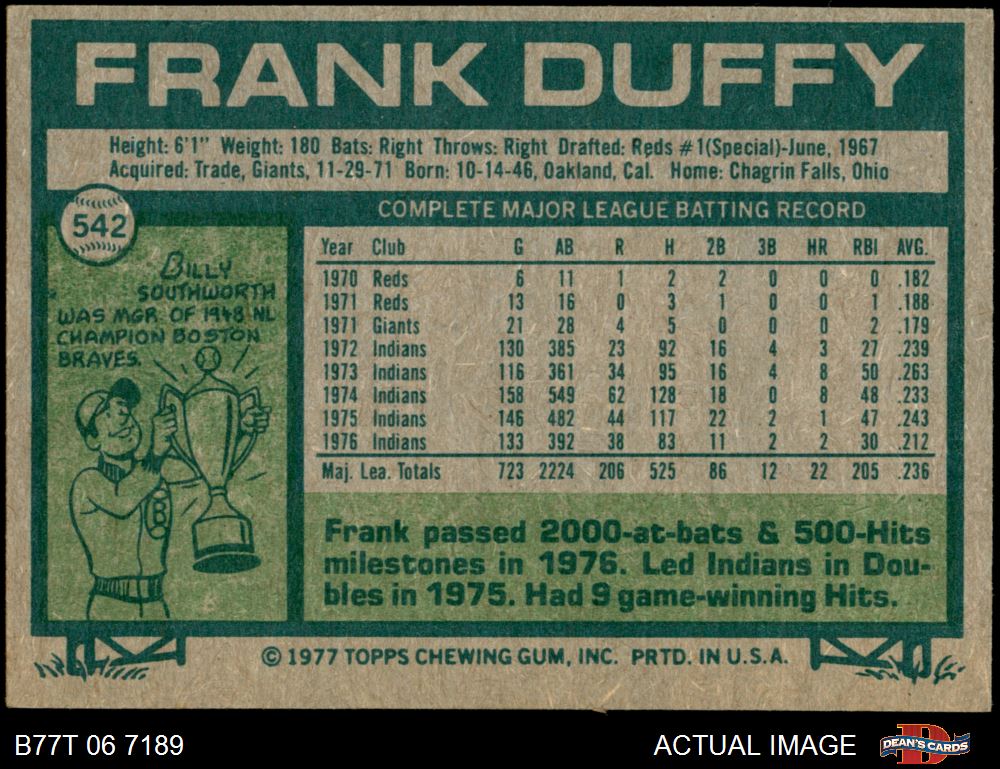 FRANK DUFFY
Height: 6'1" Weight: 180 Bats: Right Throws: Right Drafted: Reds #1(Special)-June, 1967
Acquired: Trade, Giants, 11-29-71 Born: 10-14-46, Oakland, Cal. Home: Chagrin Falls, Ohio
542
BILLY
SOUTHWORTH
WAS MGR. OF 1948 NL
CHAMPION BOSTON
BRAVES.
B
COMPLETE MAJOR LEAGUE BATTING RECORD
Year Club G AB R H 2B 3B HR RBI AVG.
1970 Reds 6 11 1 2 2 0 0 0 .182
1971 Reds 13 16 0 3 1 0 0 1 .188
1971 Giants 21 28 4 5 0 0 0 2 .179
1972 Indians 130 385 23 92 16 4 3 27 .239
1973 Indians 116 361 34 95 16 4 8 50 .263
1974 Indians 158 549 62 128 18 0 8 48 .233
1975 Indians 146 482 44 117 22 2 1 47 .243
1976 Indians 133 392 38 83 11 2 2 30 .212
Maj. Lea. Totals 723 2224 206 525 86 12 22 205 .236
Frank passed 2000-at-bats & 500-Hits
milestones in 1976. Led Indians in Dou-
bles in 1975. Had 9 game-winning Hits.
© 1977 TOPPS CHEWING GUM, INC. PRTD. IN U.S.A.
B77T 06 7189
ACTUAL IMAGE
D
DEAN'S CARDS